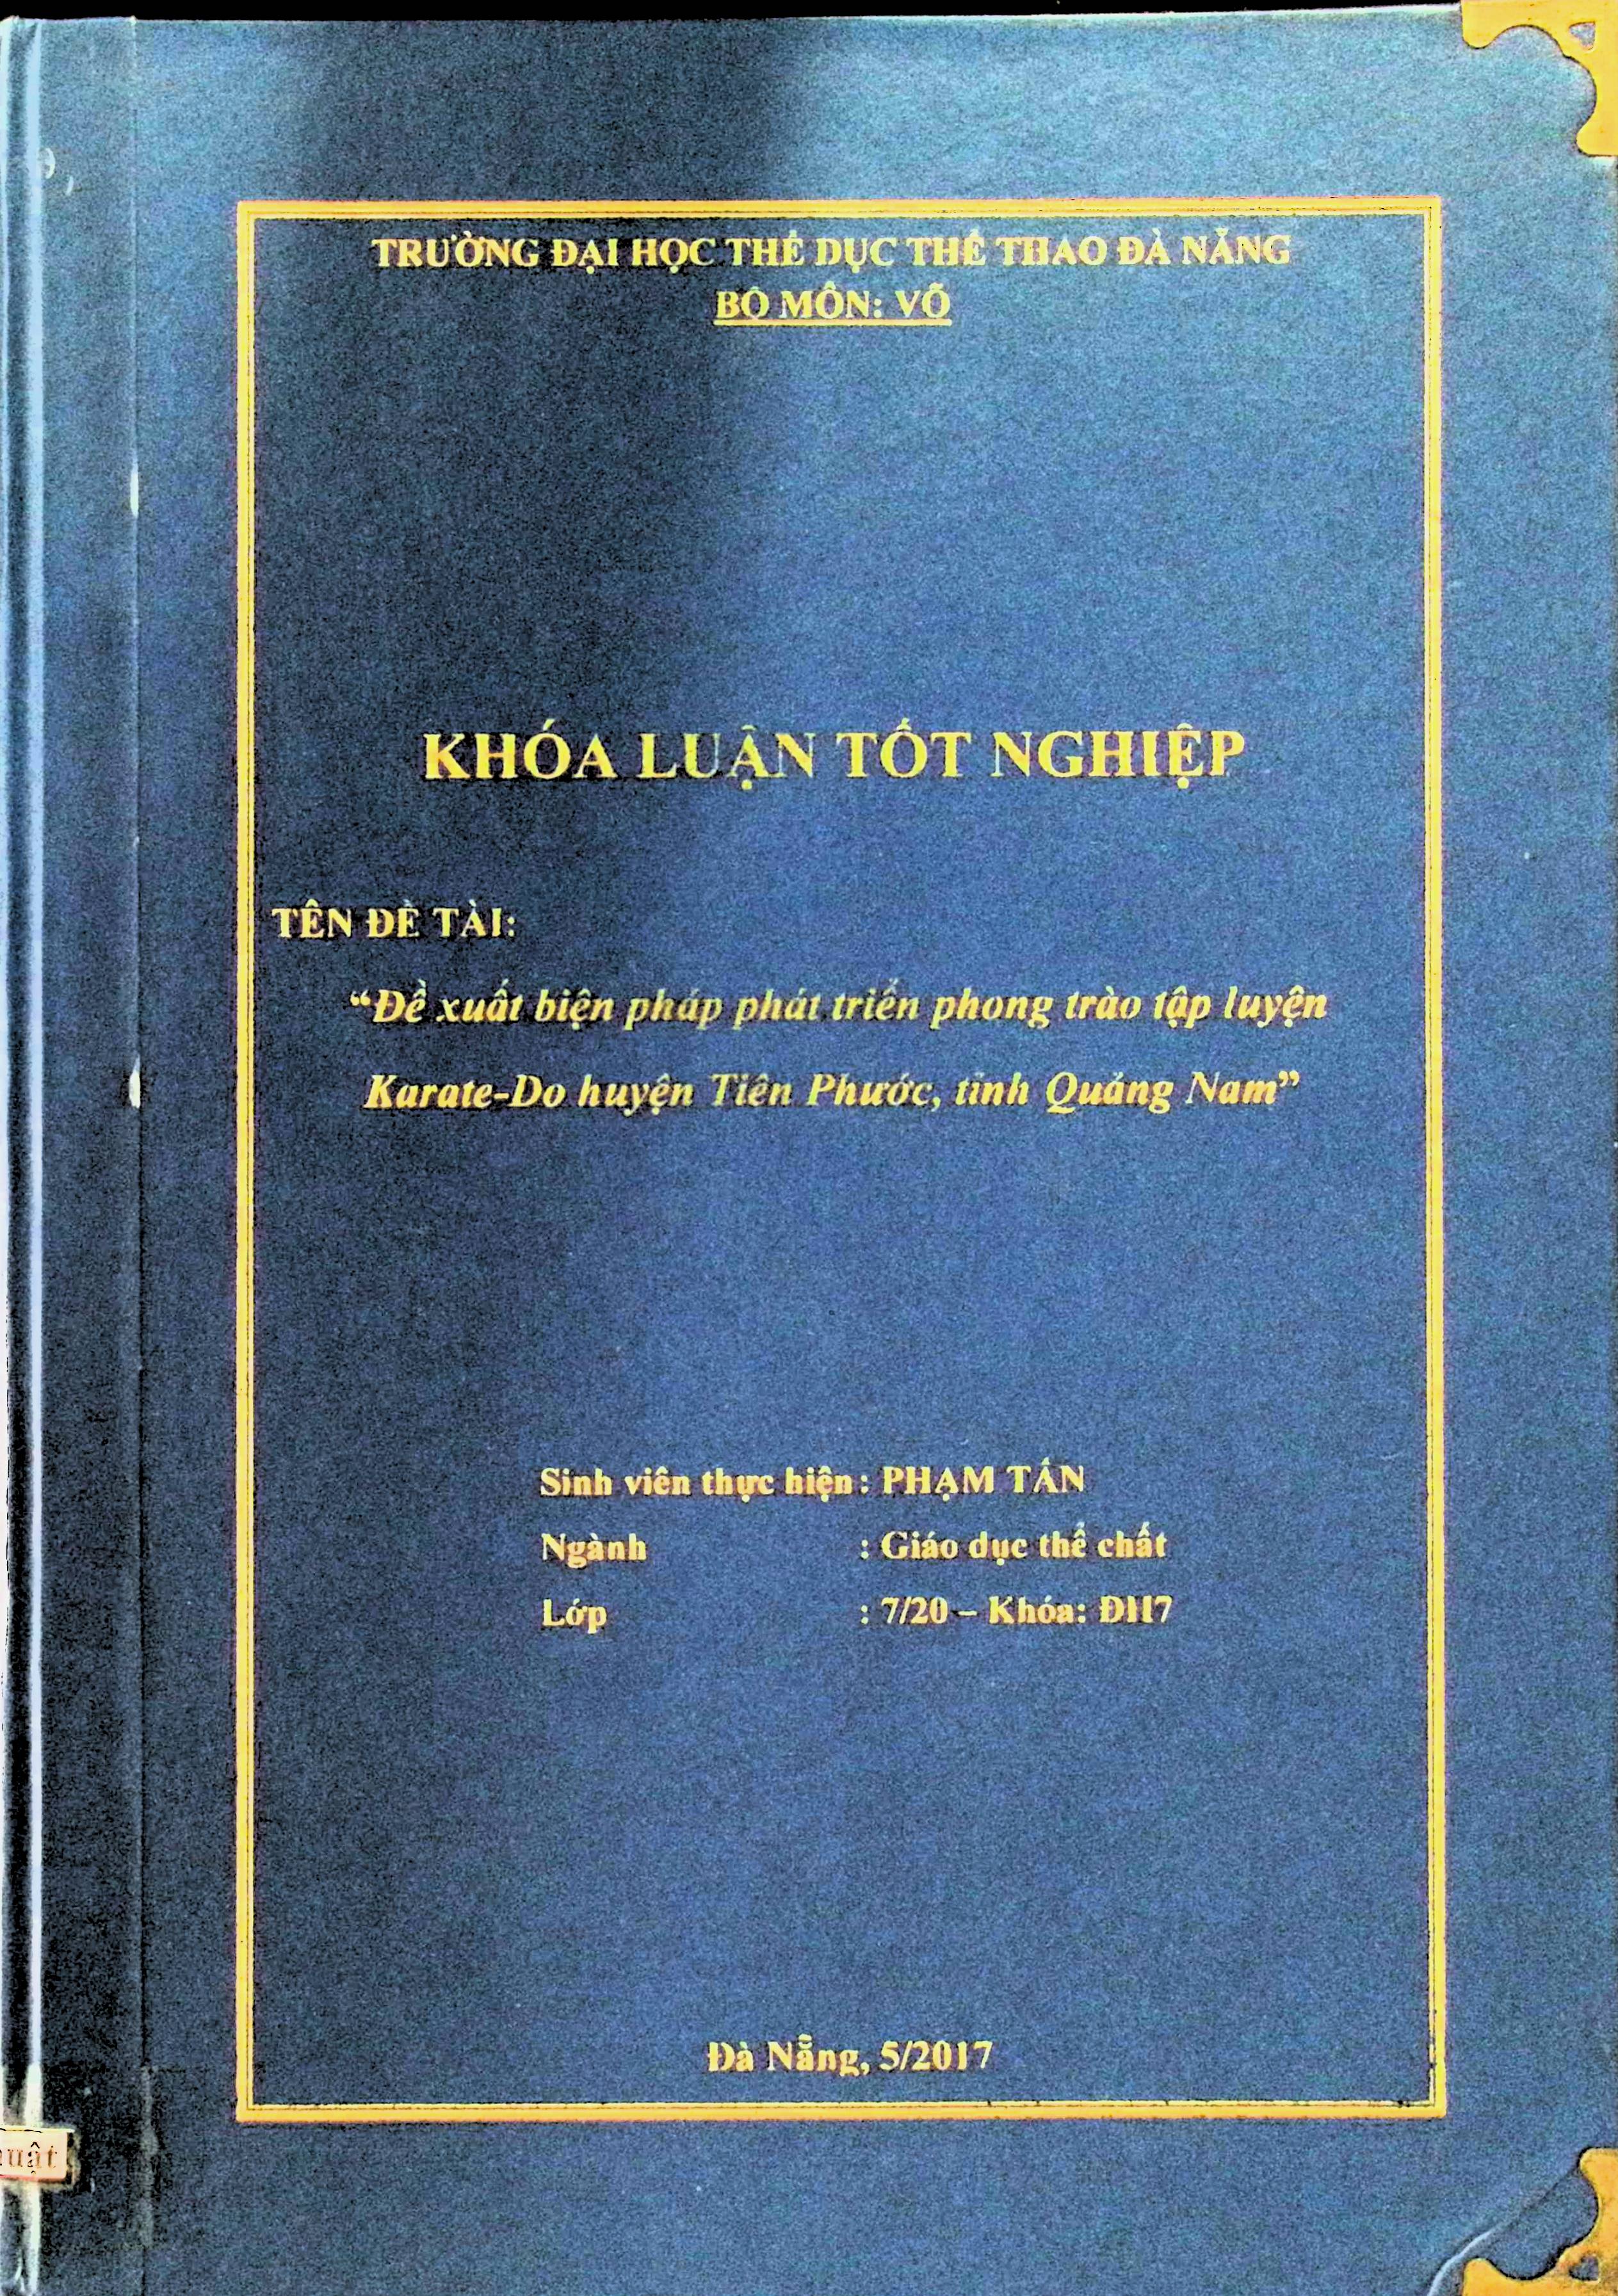 TRƯỜNG ĐẠI HỌC THỂ DỤC THỂ THAO ĐÀ NẴNG
BỘ MÔN: VÕ
KHÓA LUẬN TỐT NGHIỆP
TÊN ĐỀ TÀI:
“Đề xuất biện pháp phát triển phong trào tập luyện
Karate-Do huyện Tiên Phước, tỉnh Quảng Nam”
Sinh viên thực hiện : PHẠM TẤN
Ngành : Giáo dục thể chất
Lớp : 7/20 – Khóa: ĐH7
Đà Nẵng, 5/2017